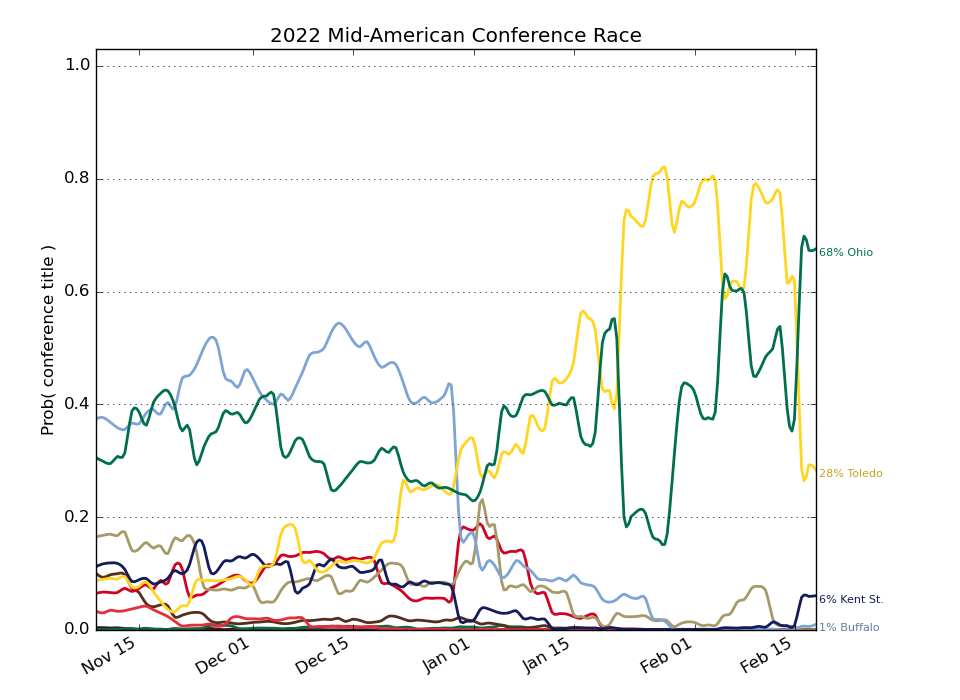 2022 Mid-American Conference Race
Prob( conference title )
1.0
0.8
0.6
0.4
0.2
0.0
68% Ohio
28% Toledo
6% Kent St.
1% Buffalo
Nov 15
Dec 01
Dec 15
Jan 01
Jan 15
Feb 01
Feb 15